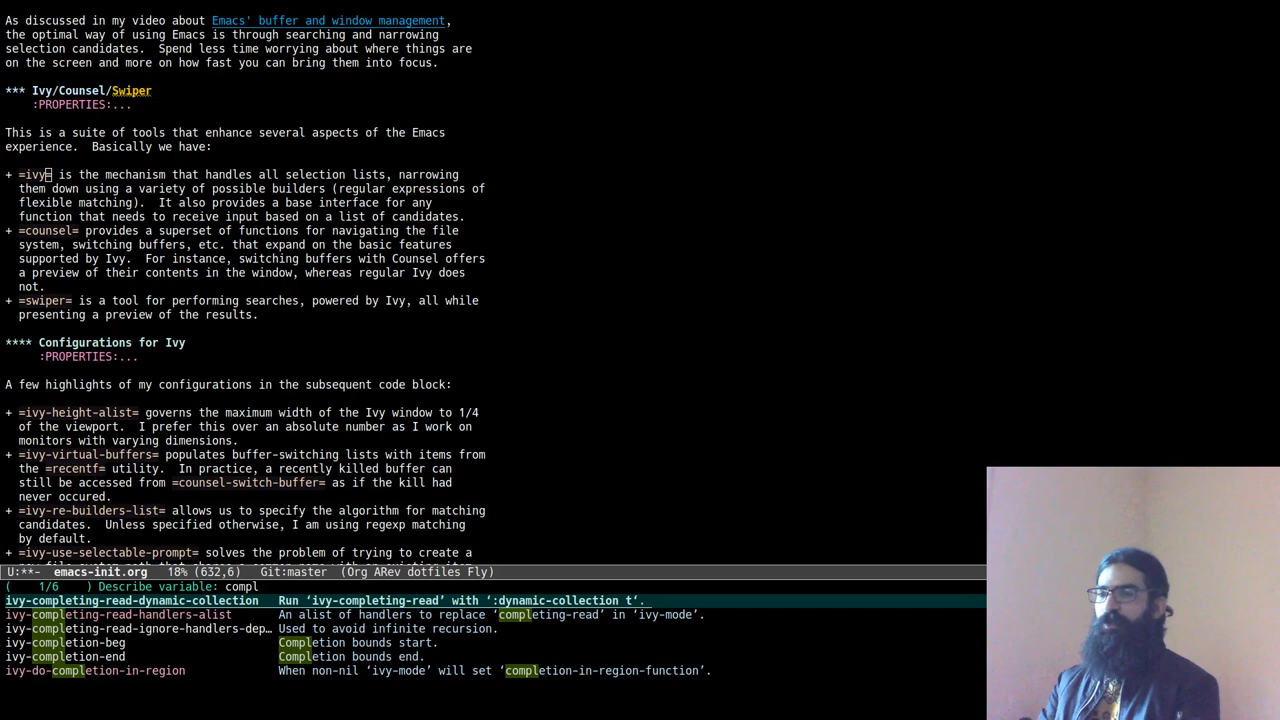 As discussed in my video about Emacs' buffer and window management,
the optimal way of using Emacs is through searching and narrowing
selection candidates.  Spend less time worrying about where things are
on the screen and more on how fast you can bring them into focus.
*** Ivy/Counsel/Swiper
:PROPERTIES:...
This is a suite of tools that enhance several aspects of the Emacs
experience.  Basically we have:
+ =ivy= is the mechanism that handles all selection lists, narrowing
them down using a variety of possible builders (regular expressions of
flexible matching).  It also provides a base interface for any
function that needs to receive input based on a list of candidates.
+ =counsel= provides a superset of functions for navigating the file
system, switching buffers, etc. that expand on the basic features
supported by Ivy.  For instance, switching buffers with Counsel offers
a preview of their contents in the window, whereas regular Ivy does
not.
+ =swiper= is a tool for performing searches, powered by Ivy, all while
presenting a preview of the results.
**** Configurations for Ivy
:PROPERTIES:...
A few highlights of my configurations in the subsequent code block:
+ =ivy-height-alist= governs the maximum width of the Ivy window to 1/4
of the viewport.  I prefer this over an absolute number as I work on
monitors with varying dimensions.
+ =ivy-virtual-buffers= populates buffer-switching lists with items from
the =recentf= utility.  In practice, a recently killed buffer can
still be accessed from =counsel-switch-buffer= as if the kill had
never occured.
+ =ivy-re-builders-list= allows us to specify the algorithm for matching
candidates.  Unless specified otherwise, I am using regexp matching
by default.
+ =ivy-use-selectable-prompt= solves the problem of trying to create a
U:**-  emacs-init.org   18% (632,6)   Git:master  (Org ARev dotfiles Fly)
(    1/6    ) Describe variable: compl
ivy-completing-read-dynamic-collection   Run ‘ivy-completing-read’ with ‘:dynamic-collection t‘.
ivy-completing-read-handlers-alist   An alist of handlers to replace ‘completing-read’ in ‘ivy-mode’.
ivy-completing-read-ignore-handlers-dep… Used to avoid infinite recursion.
ivy-completion-beg   Completion bounds start.
ivy-completion-end   Completion bounds end.
ivy-do-completion-in-region   When non-nil ‘ivy-mode’ will set ‘completion-in-region-function’.